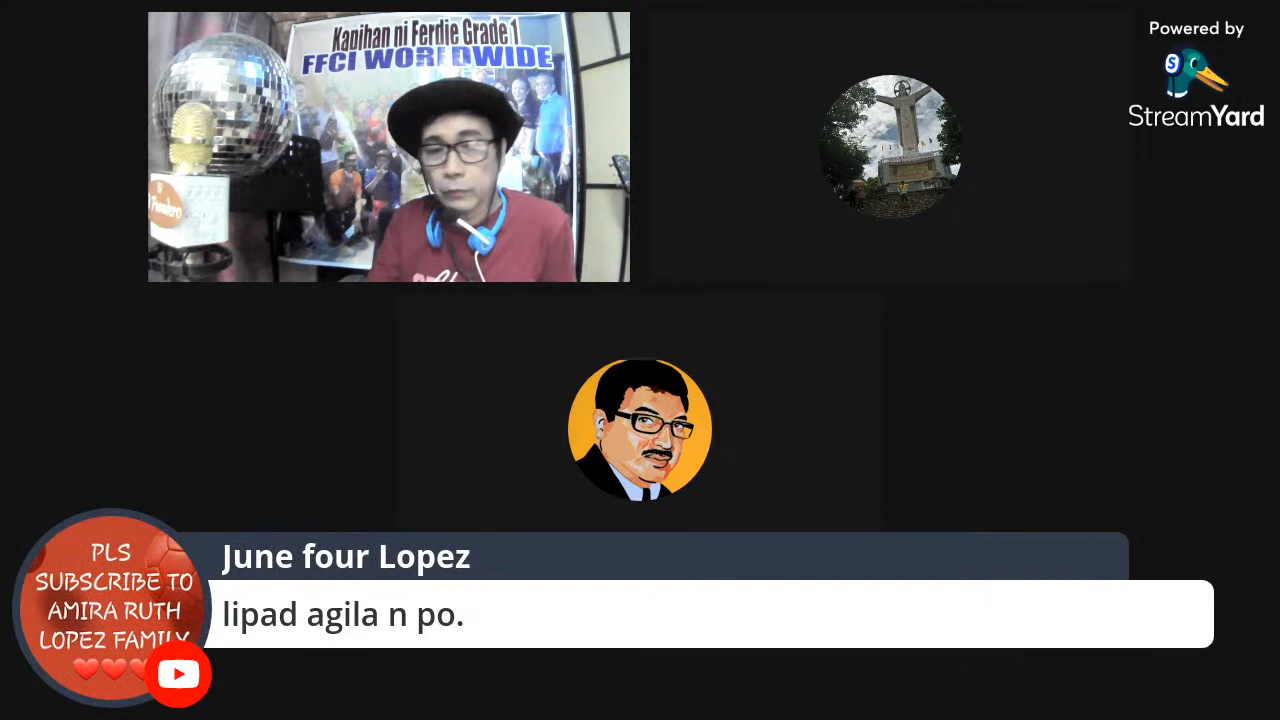 Kapihan ni Ferdie Grade 1
FFCI WORLDWIDE
Powered by
S
StreamYard
June four Lopez
lipad agila n po.
PLS
SUBSCRIBE TO
AMIRA RUTH
LOPEZ FAMILY